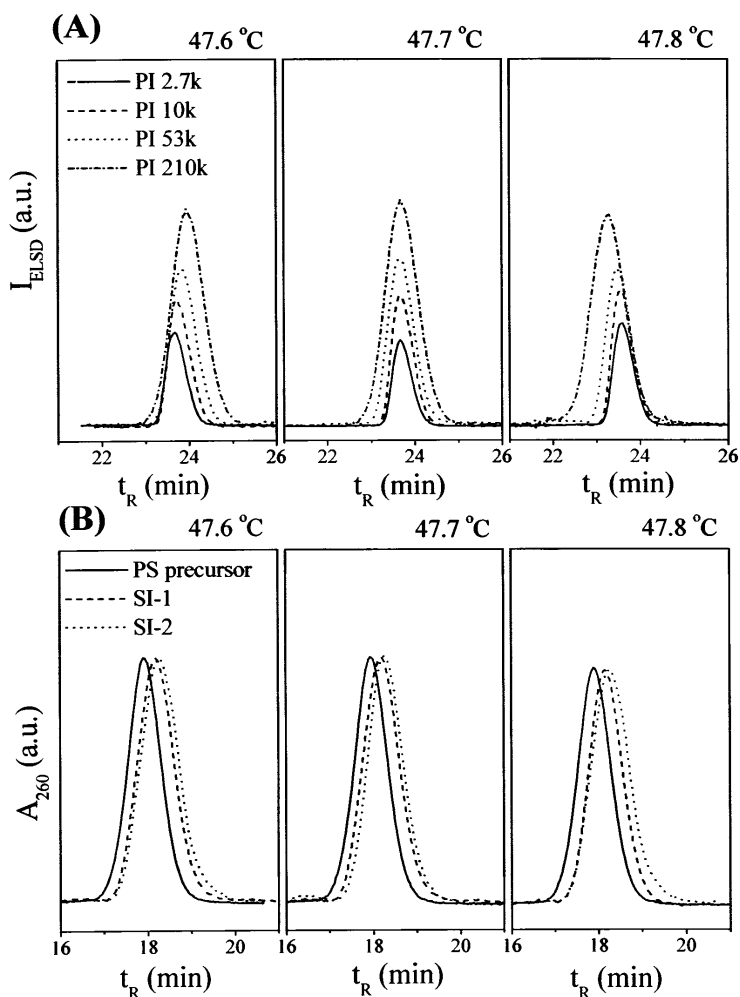 (A)
47.6 °C 47.7 °C 47.8 °C
PI 2.7k
PI 10k
PI 53k
PI 210k
I_ELSD (a.u.)
22 24 26 22 24 26 22 24 26
t_R (min) t_R (min) t_R (min)
(B)
47.6 °C 47.7 °C 47.8 °C
PS precursor
SI-1
SI-2
A_260 (a.u.)
16 18 20 16 18 20 16 18 20
t_R (min) t_R (min) t_R (min)